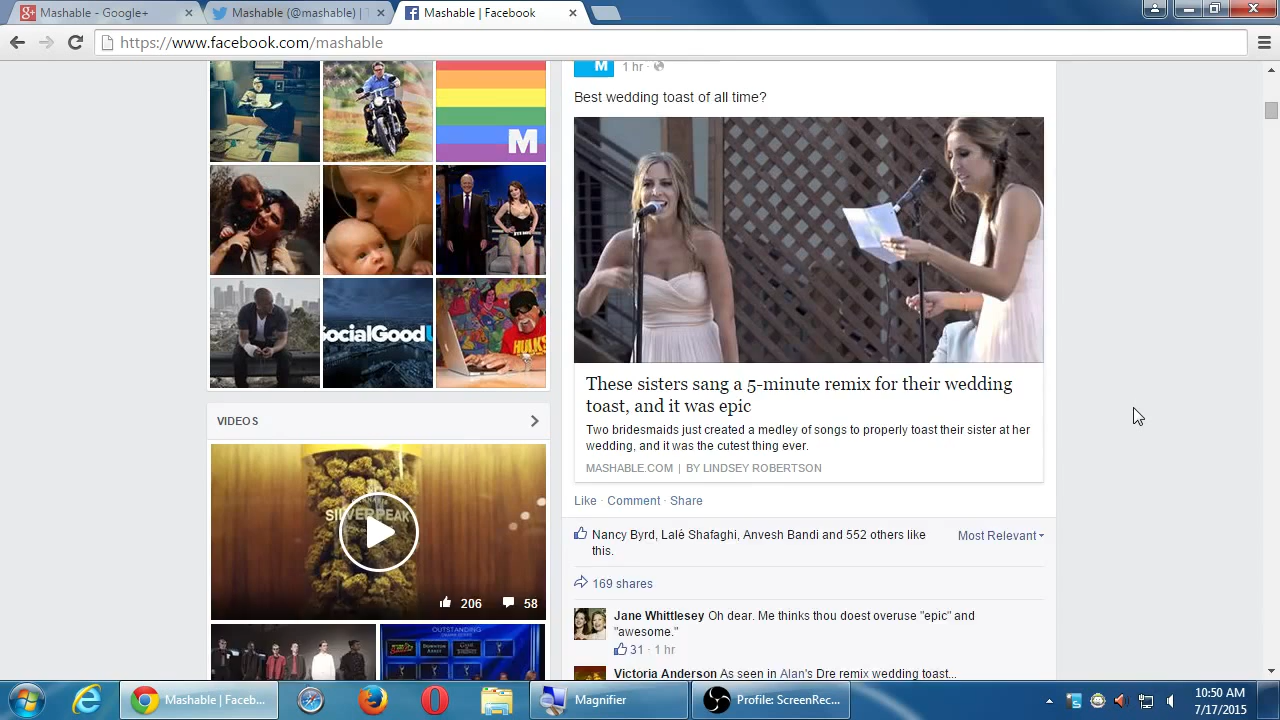 Mashable - Google+
Mashable (@mashable) | T
Mashable | Facebook
https://www.facebook.com/mashable
M
1 hr
Best wedding toast of all time?
M
SocialGood
HULK
These sisters sang a 5-minute remix for their wedding
toast, and it was epic
Two bridesmaids just created a medley of songs to properly toast their sister at her
wedding, and it was the cutest thing ever.
MASHABLE.COM | BY LINDSEY ROBERTSON
VIDEOS
SILVERPEAK
206 58
Like · Comment · Share
Nancy Byrd, Lalé Shafaghi, Anvesh Bandi and 552 others like
this.
Most Relevant
169 shares
Jane Whittlesey Oh dear. Me thinks thou doest overuse "epic" and
"awesome."
31 · 1 hr
Victoria Anderson As seen in Alan's Dre remix wedding toast...
OUTSTANDING
Mashable | Faceb...
Magnifier
Profile: ScreenRec...
10:50 AM
7/17/2015